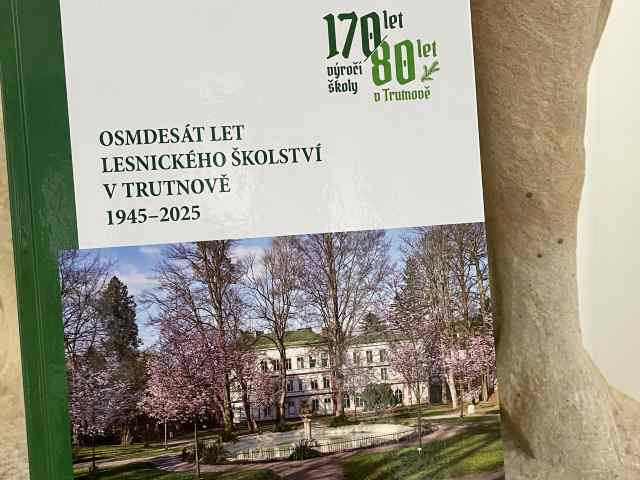 170 let
výročí 80 let
školy
v Trutnově
OSMDESÁT LET
LESNICKÉHO ŠKOLSTVÍ
V TRUTNOVĚ
1945–2025